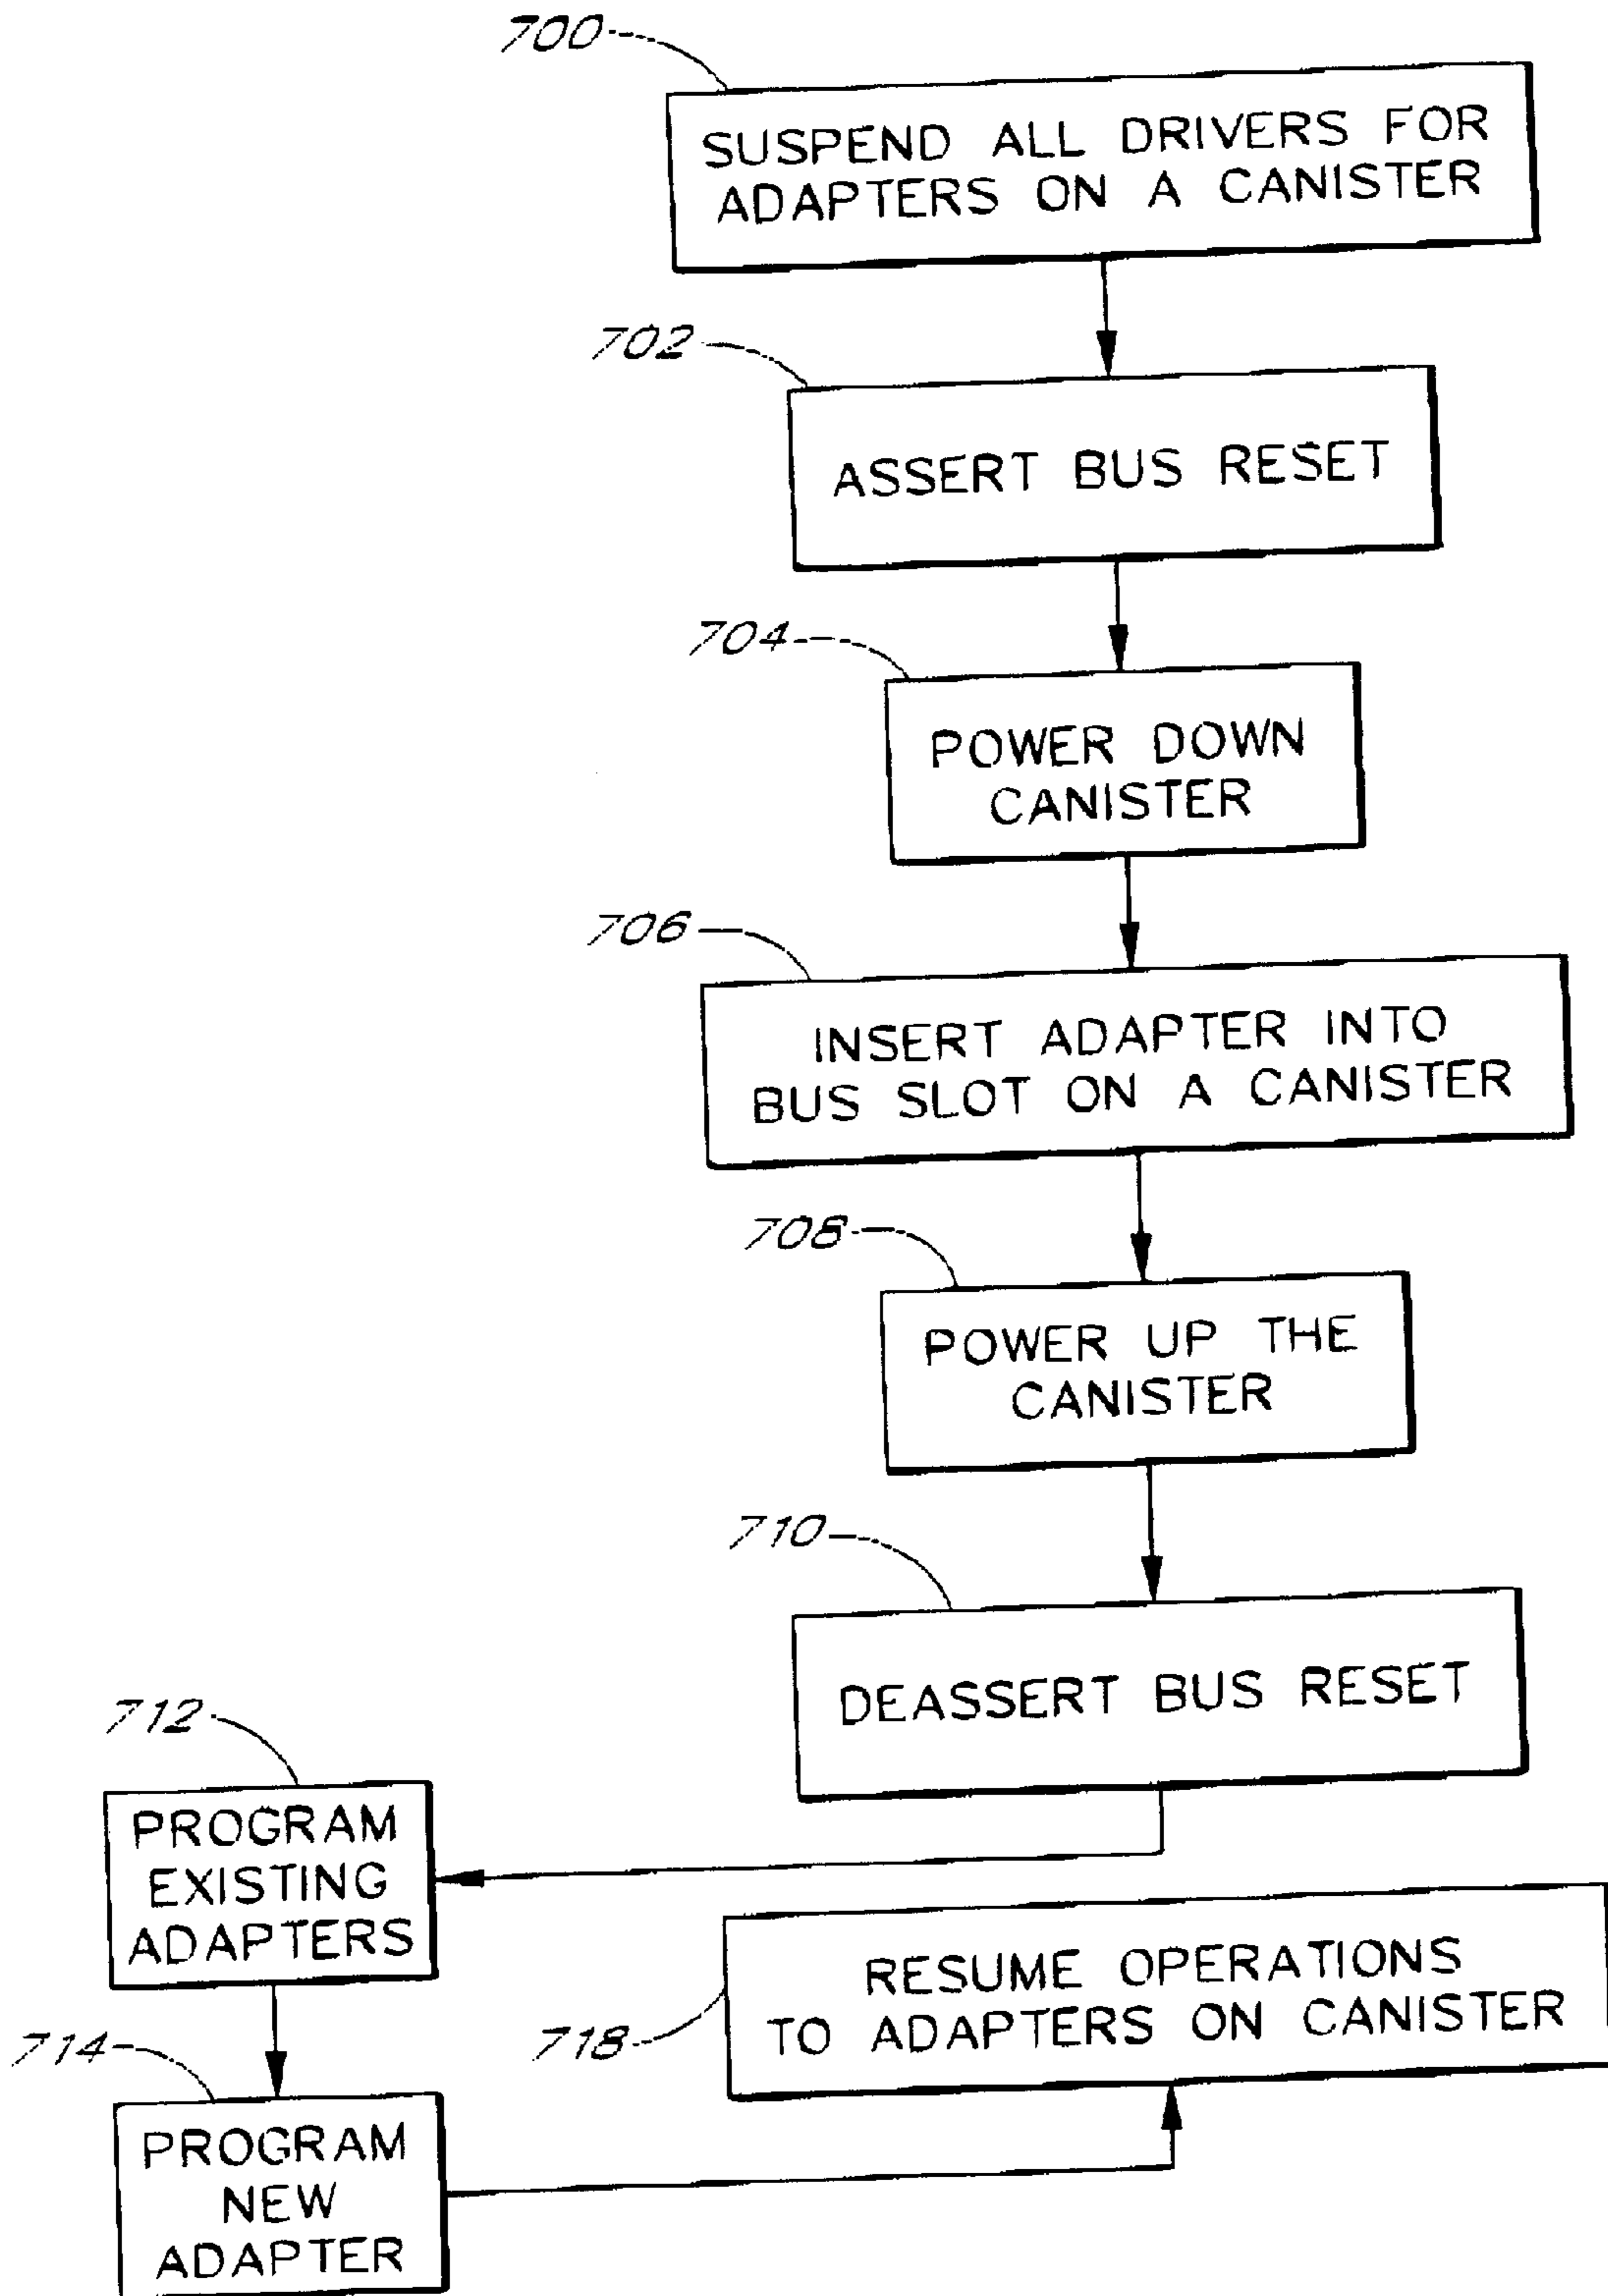 700
SUSPEND ALL DRIVERS FOR
ADAPTERS ON A CANISTER
702
ASSERT BUS RESET
704
POWER DOWN
CANISTER
706
INSERT ADAPTER INTO
BUS SLOT ON A CANISTER
708
POWER UP THE
CANISTER
710
DEASSERT BUS RESET
712
PROGRAM
EXISTING
ADAPTERS
714
PROGRAM
NEW
ADAPTER
718
RESUME OPERATIONS
TO ADAPTERS ON CANISTER